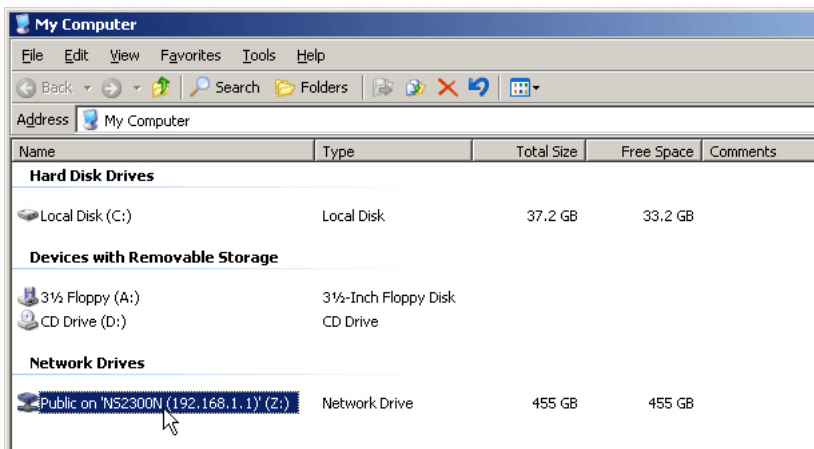 My Computer
File Edit View Favorites Tools Help
Back Search Folders
Address My Computer
Name Type Total Size Free Space Comments
Hard Disk Drives
Local Disk (C:) Local Disk 37.2 GB 33.2 GB
Devices with Removable Storage
3½ Floppy (A:) 3½-Inch Floppy Disk
CD Drive (D:) CD Drive
Network Drives
Public on 'NS2300N (192.168.1.1)' (Z:) Network Drive 455 GB 455 GB